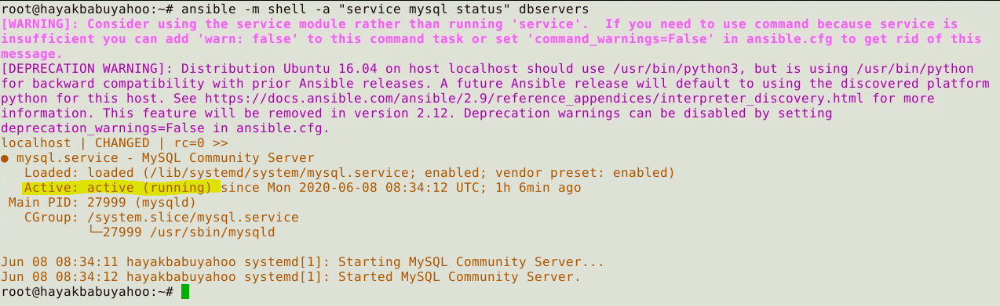 root@hayakbabuyahoo:~# ansible -m shell -a "service mysql status" dbservers
[WARNING]: Consider using the service module rather than running 'service'.  If you need to use command because service is
insufficient you can add 'warn: false' to this command task or set 'command_warnings=False' in ansible.cfg to get rid of this
message.
[DEPRECATION WARNING]: Distribution Ubuntu 16.04 on host localhost should use /usr/bin/python3, but is using /usr/bin/python
for backward compatibility with prior Ansible releases. A future Ansible release will default to using the discovered platform
python for this host. See https://docs.ansible.com/ansible/2.9/reference_appendices/interpreter_discovery.html for more
information. This feature will be removed in version 2.12. Deprecation warnings can be disabled by setting
deprecation_warnings=False in ansible.cfg.
localhost | CHANGED | rc=0 >>
● mysql.service - MySQL Community Server
   Loaded: loaded (/lib/systemd/system/mysql.service; enabled; vendor preset: enabled)
   Active: active (running) since Mon 2020-06-08 08:34:12 UTC; 1h 6min ago
 Main PID: 27999 (mysqld)
   CGroup: /system.slice/mysql.service
           └─27999 /usr/sbin/mysqld
Jun 08 08:34:11 hayakbabuyahoo systemd[1]: Starting MySQL Community Server...
Jun 08 08:34:12 hayakbabuyahoo systemd[1]: Started MySQL Community Server.
root@hayakbabuyahoo:~#